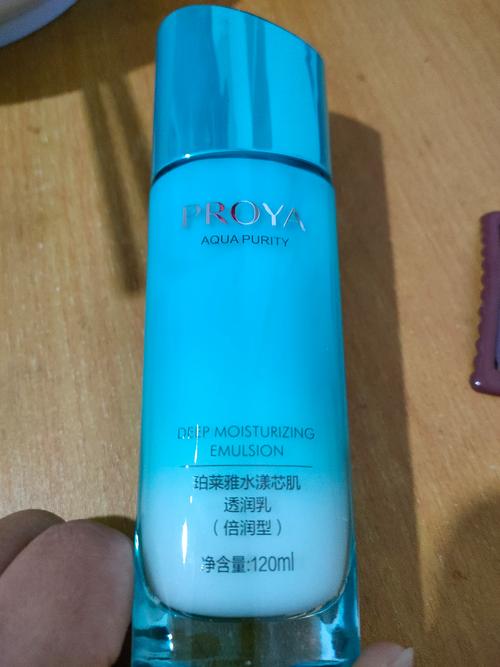 PROYA
AQUA PURITY
DEEP MOISTURIZING
EMULSION
珀莱雅水漾芯肌
透润乳
（倍润型）
净含量:120ml